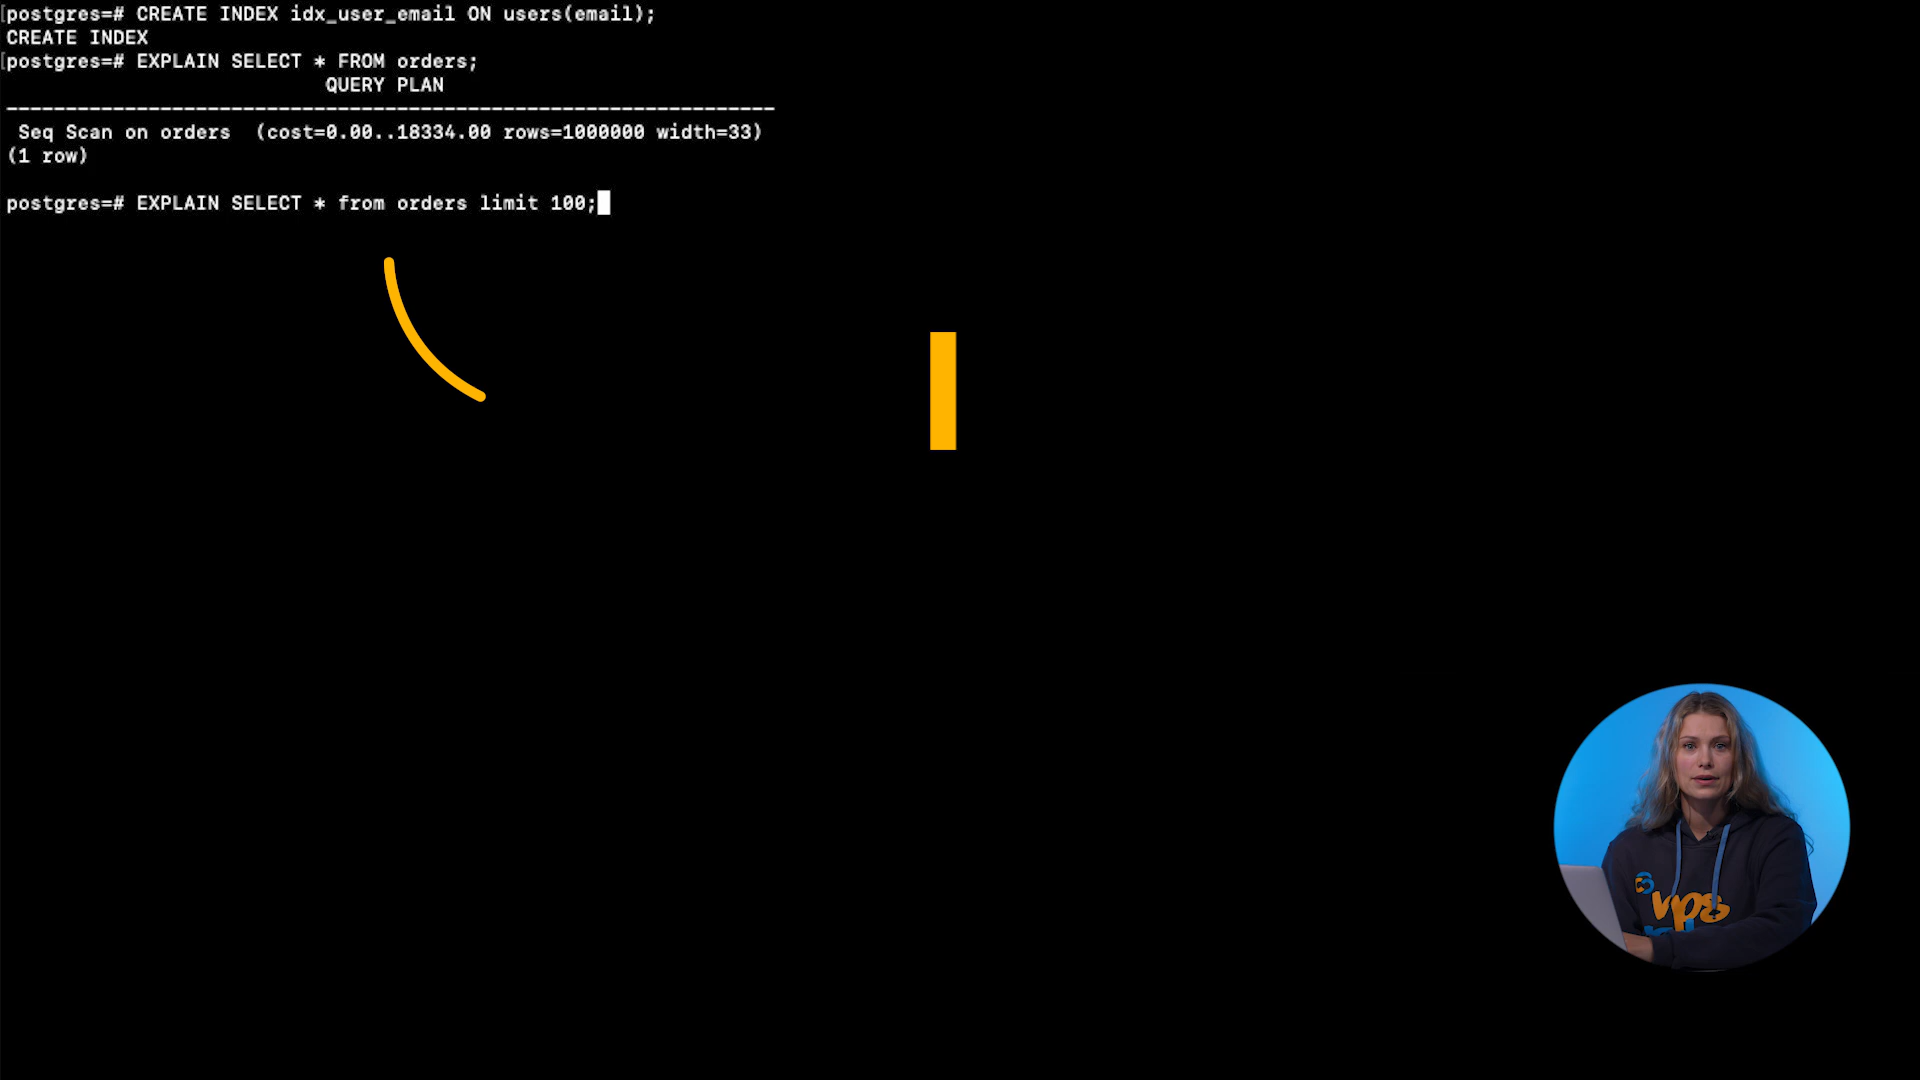 postgres=# CREATE INDEX idx_user_email ON users(email);
CREATE INDEX
postgres=# EXPLAIN SELECT * FROM orders;
QUERY PLAN
-----------------------------------------------------------------
Seq Scan on orders  (cost=0.00..18334.00 rows=1000000 width=33)
(1 row)
postgres=# EXPLAIN SELECT * from orders limit 100;
vps